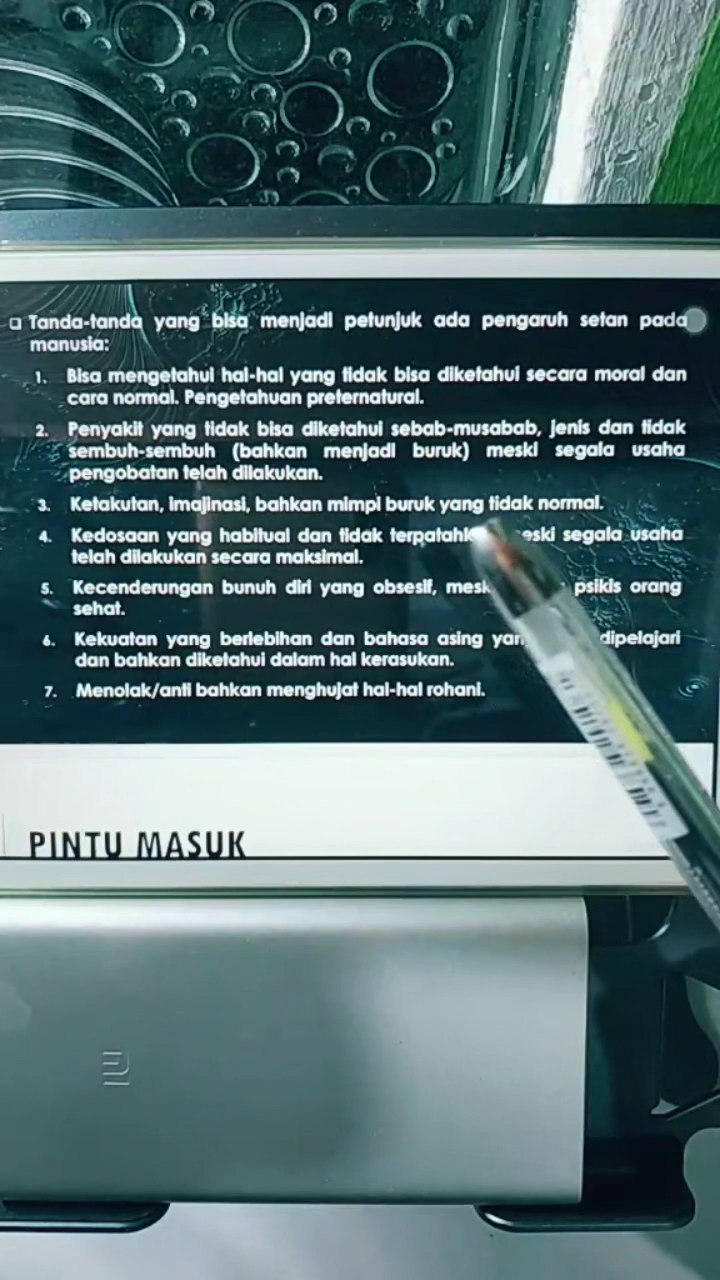 Tanda-tanda yang bisa menjadi petunjuk ada pengaruh setan pada
manusia:
1. Bisa mengetahui hal-hal yang tidak bisa diketahui secara moral dan
cara normal. Pengetahuan preternatural.
2. Penyakit yang tidak bisa diketahui sebab-musabab, jenis dan tidak
sembuh-sembuh (bahkan menjadi buruk) meski segala usaha
pengobatan telah dilakukan.
3. Ketakutan, imajinasi, bahkan mimpi buruk yang tidak normal.
4. Kedosaan yang habitual dan tidak segala usaha
telah dilakukan secara maksimal.
5. Kecenderungan bunuh diri yang obsesif, psikis orang
sehat.
6. Kekuatan yang berlebihan dan bahasa asing dipelajari
dan bahkan diketahui dalam hal kerasukan.
7. Menolak/anti bahkan menghujat hal-hal rohani.
PINTU MASUK